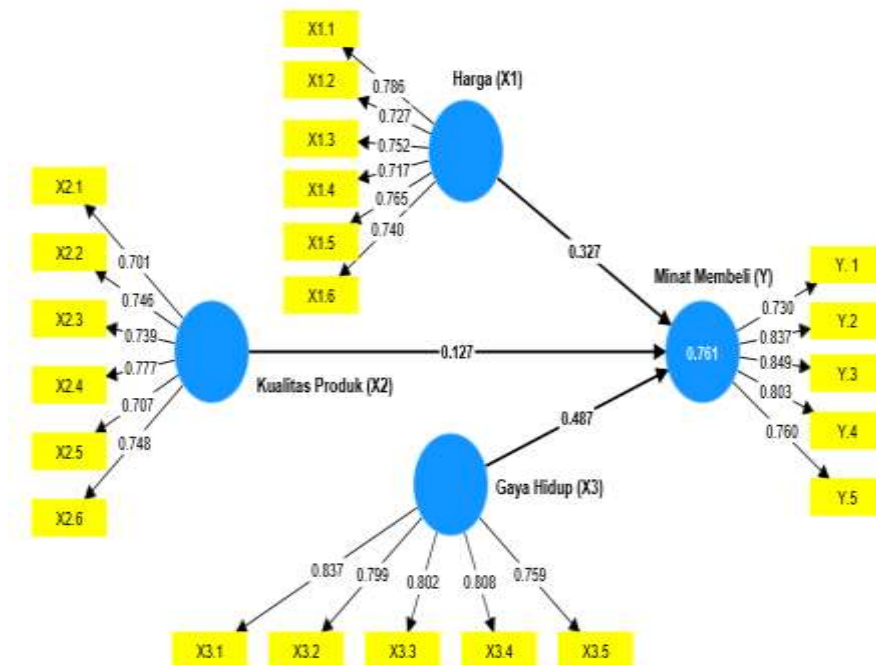 X1.1
X1.2
X1.3
X1.4
X1.5
X1.6
0.786
0.727
0.752
0.717
0.765
0.740
Harga (X1)
X2.1
X2.2
X2.3
X2.4
X2.5
X2.6
0.701
0.746
0.739
0.777
0.707
0.748
Kualitas Produk (X2)
0.327
0.127
0.487
Minat Membeli (Y)
0.761
0.730
0.837
0.849
0.803
0.760
Y. 1
Y.2
Y.3
Y.4
Y.5
Gaya Hidup (X3)
0.837
0.799
0.802
0.808
0.759
X3.1
X3.2
X3.3
X3.4
X3.5